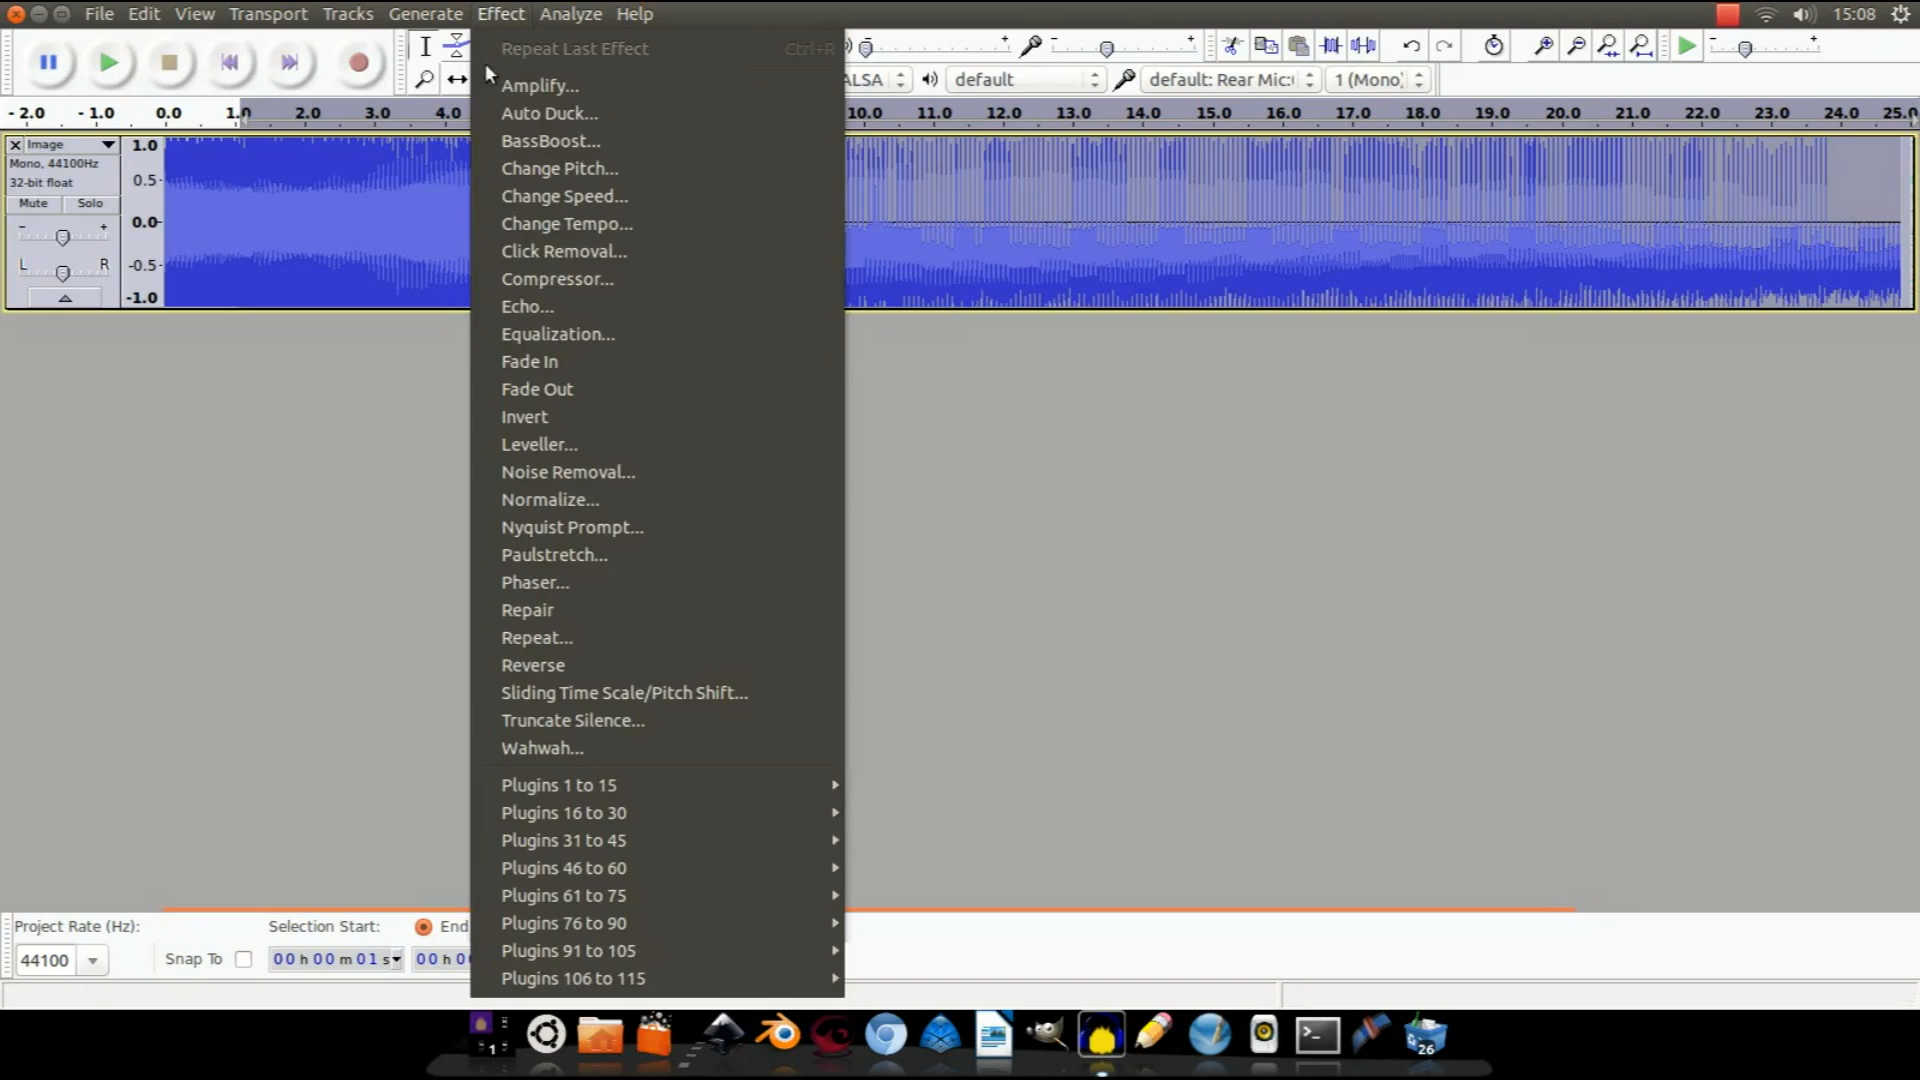 File Edit View Transport Tracks Generate Effect Analyze Help 15:08
Repeat Last Effect Ctrl+R
ALSA default default: Rear Mic: 1 (Mono)
- 2.0 - 1.0 0.0 1.0 2.0 3.0 4.0 10.0 11.0 12.0 13.0 14.0 15.0 16.0 17.0 18.0 19.0 20.0 21.0 22.0 23.0 24.0 25.0
Image
Mono, 44100Hz
32-bit float
Mute Solo
- +
L R
1.0
0.5
0.0
-0.5
-1.0
Amplify...
Auto Duck...
BassBoost...
Change Pitch...
Change Speed...
Change Tempo...
Click Removal...
Compressor...
Echo...
Equalization...
Fade In
Fade Out
Invert
Leveller...
Noise Removal...
Normalize...
Nyquist Prompt...
Paulstretch...
Phaser...
Repair
Repeat...
Reverse
Sliding Time Scale/Pitch Shift...
Truncate Silence...
Wahwah...
Plugins 1 to 15
Plugins 16 to 30
Plugins 31 to 45
Plugins 46 to 60
Plugins 61 to 75
Plugins 76 to 90
Plugins 91 to 105
Plugins 106 to 115
Project Rate (Hz): Selection Start: End
44100 Snap To 00 h 00 m 01 s 00 h 0
1
26